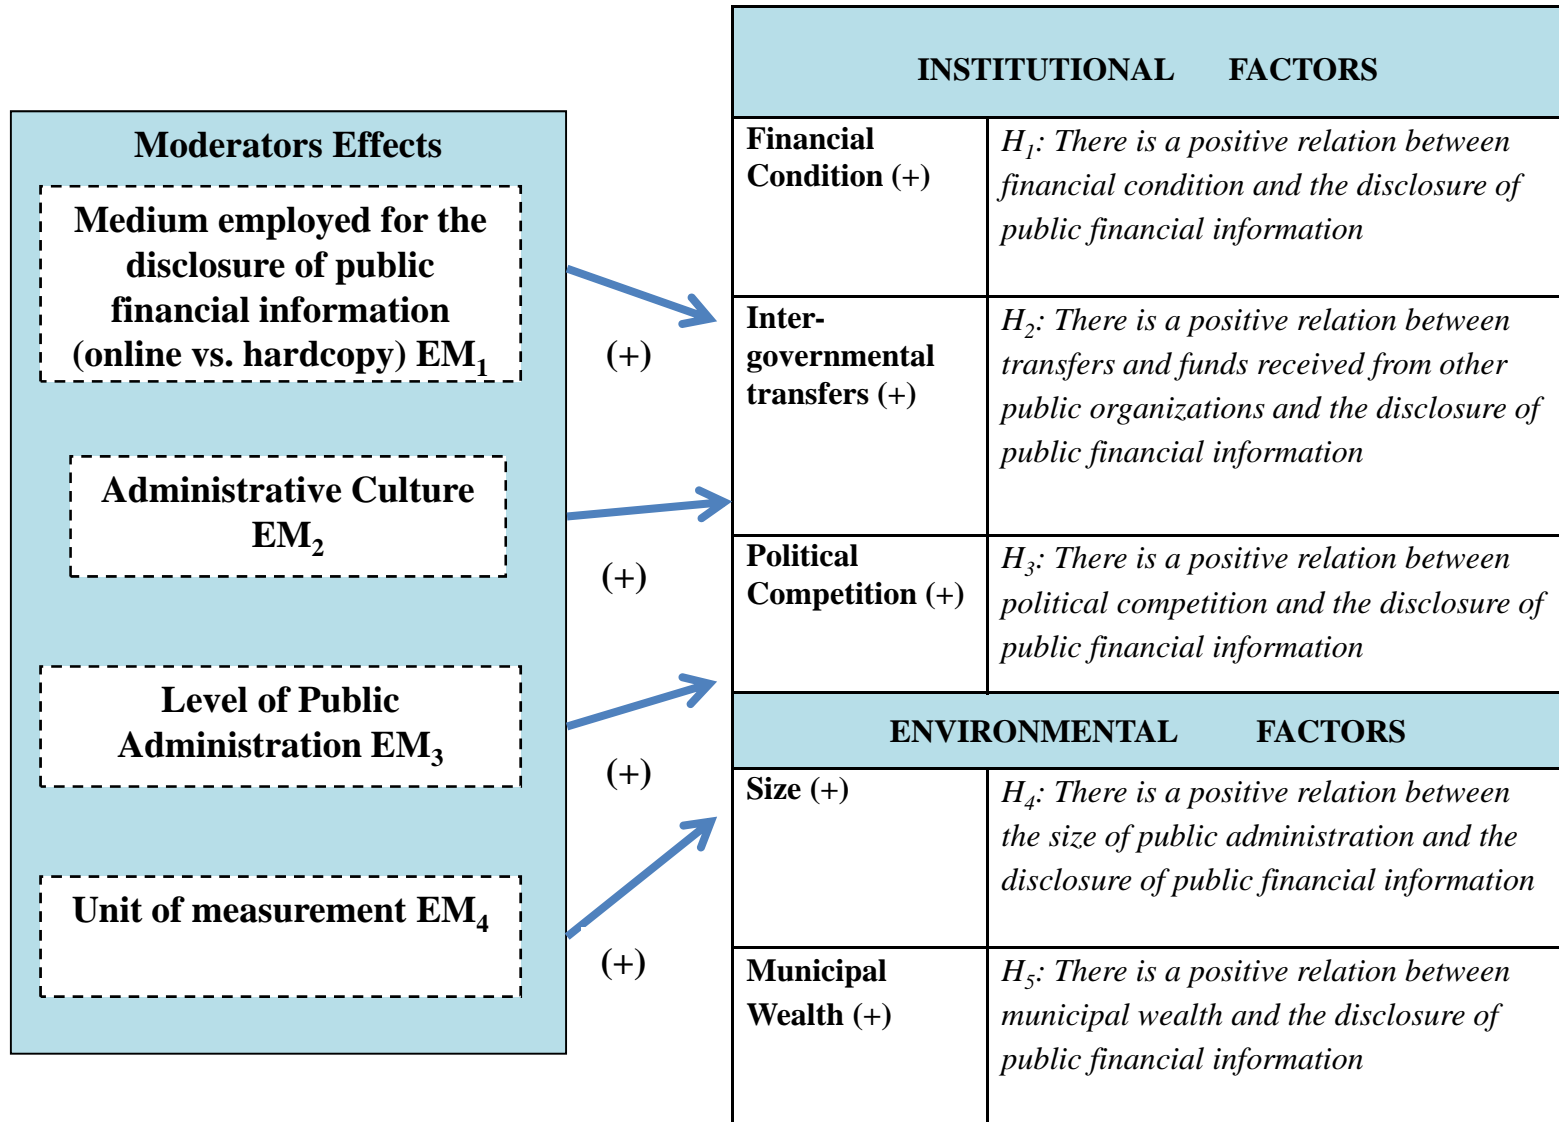 Moderators Effects
Medium employed for the
disclosure of public
financial information
(online vs. hardcopy) EM₁
Administrative Culture
EM₂
Level of Public
Administration EM₃
Unit of measurement EM₄
(+)
(+)
(+)
(+)
INSTITUTIONAL FACTORS
Financial
Condition (+)
H₁: There is a positive relation between
financial condition and the disclosure of
public financial information
Inter-
governmental
transfers (+)
H₂: There is a positive relation between
transfers and funds received from other
public organizations and the disclosure of
public financial information
Political
Competition (+)
H₃: There is a positive relation between
political competition and the disclosure of
public financial information
ENVIRONMENTAL FACTORS
Size (+)
H₄: There is a positive relation between
the size of public administration and the
disclosure of public financial information
Municipal
Wealth (+)
H₅: There is a positive relation between
municipal wealth and the disclosure of
public financial information